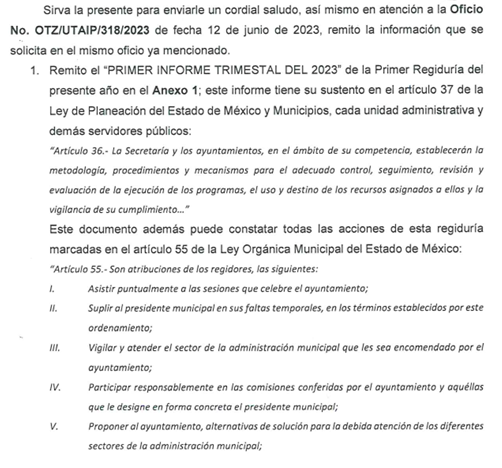 Sirva la presente para enviarle un cordial saludo, así mismo en atención a la Oficio
No. OTZ/UTAIP/318/2023 de fecha 12 de junio de 2023, remito la información que se
solicita en el mismo oficio ya mencionado.
1. Remito el "PRIMER INFORME TRIMESTAL DEL 2023" de la Primer Regiduría del
presente año en el Anexo 1; este informe tiene su sustento en el artículo 37 de la
Ley de Planeación del Estado de México y Municipios, cada unidad administrativa y
demás servidores públicos:
"Artículo 36.- La Secretaría y los ayuntamientos, en el ámbito de su competencia, establecerán la
metodología, procedimientos y mecanismos para el adecuado control, seguimiento, revisión y
evaluación de la ejecución de los programas, el uso y destino de los recursos asignados a ellos y la
vigilancia de su cumplimiento..."
Este documento además puede constatar todas las acciones de esta regiduría
marcadas en el artículo 55 de la Ley Orgánica Municipal del Estado de México:
"Artículo 55.- Son atribuciones de los regidores, las siguientes:
I. Asistir puntualmente a las sesiones que celebre el ayuntamiento;
II. Suplir al presidente municipal en sus faltas temporales, en los términos establecidos por este
ordenamiento;
III. Vigilar y atender el sector de la administración municipal que les sea encomendado por el
ayuntamiento;
IV. Participar responsablemente en las comisiones conferidas por el ayuntamiento y aquéllas
que le designe en forma concreta el presidente municipal;
V. Proponer al ayuntamiento, alternativas de solución para la debida atención de los diferentes
sectores de la administración municipal;